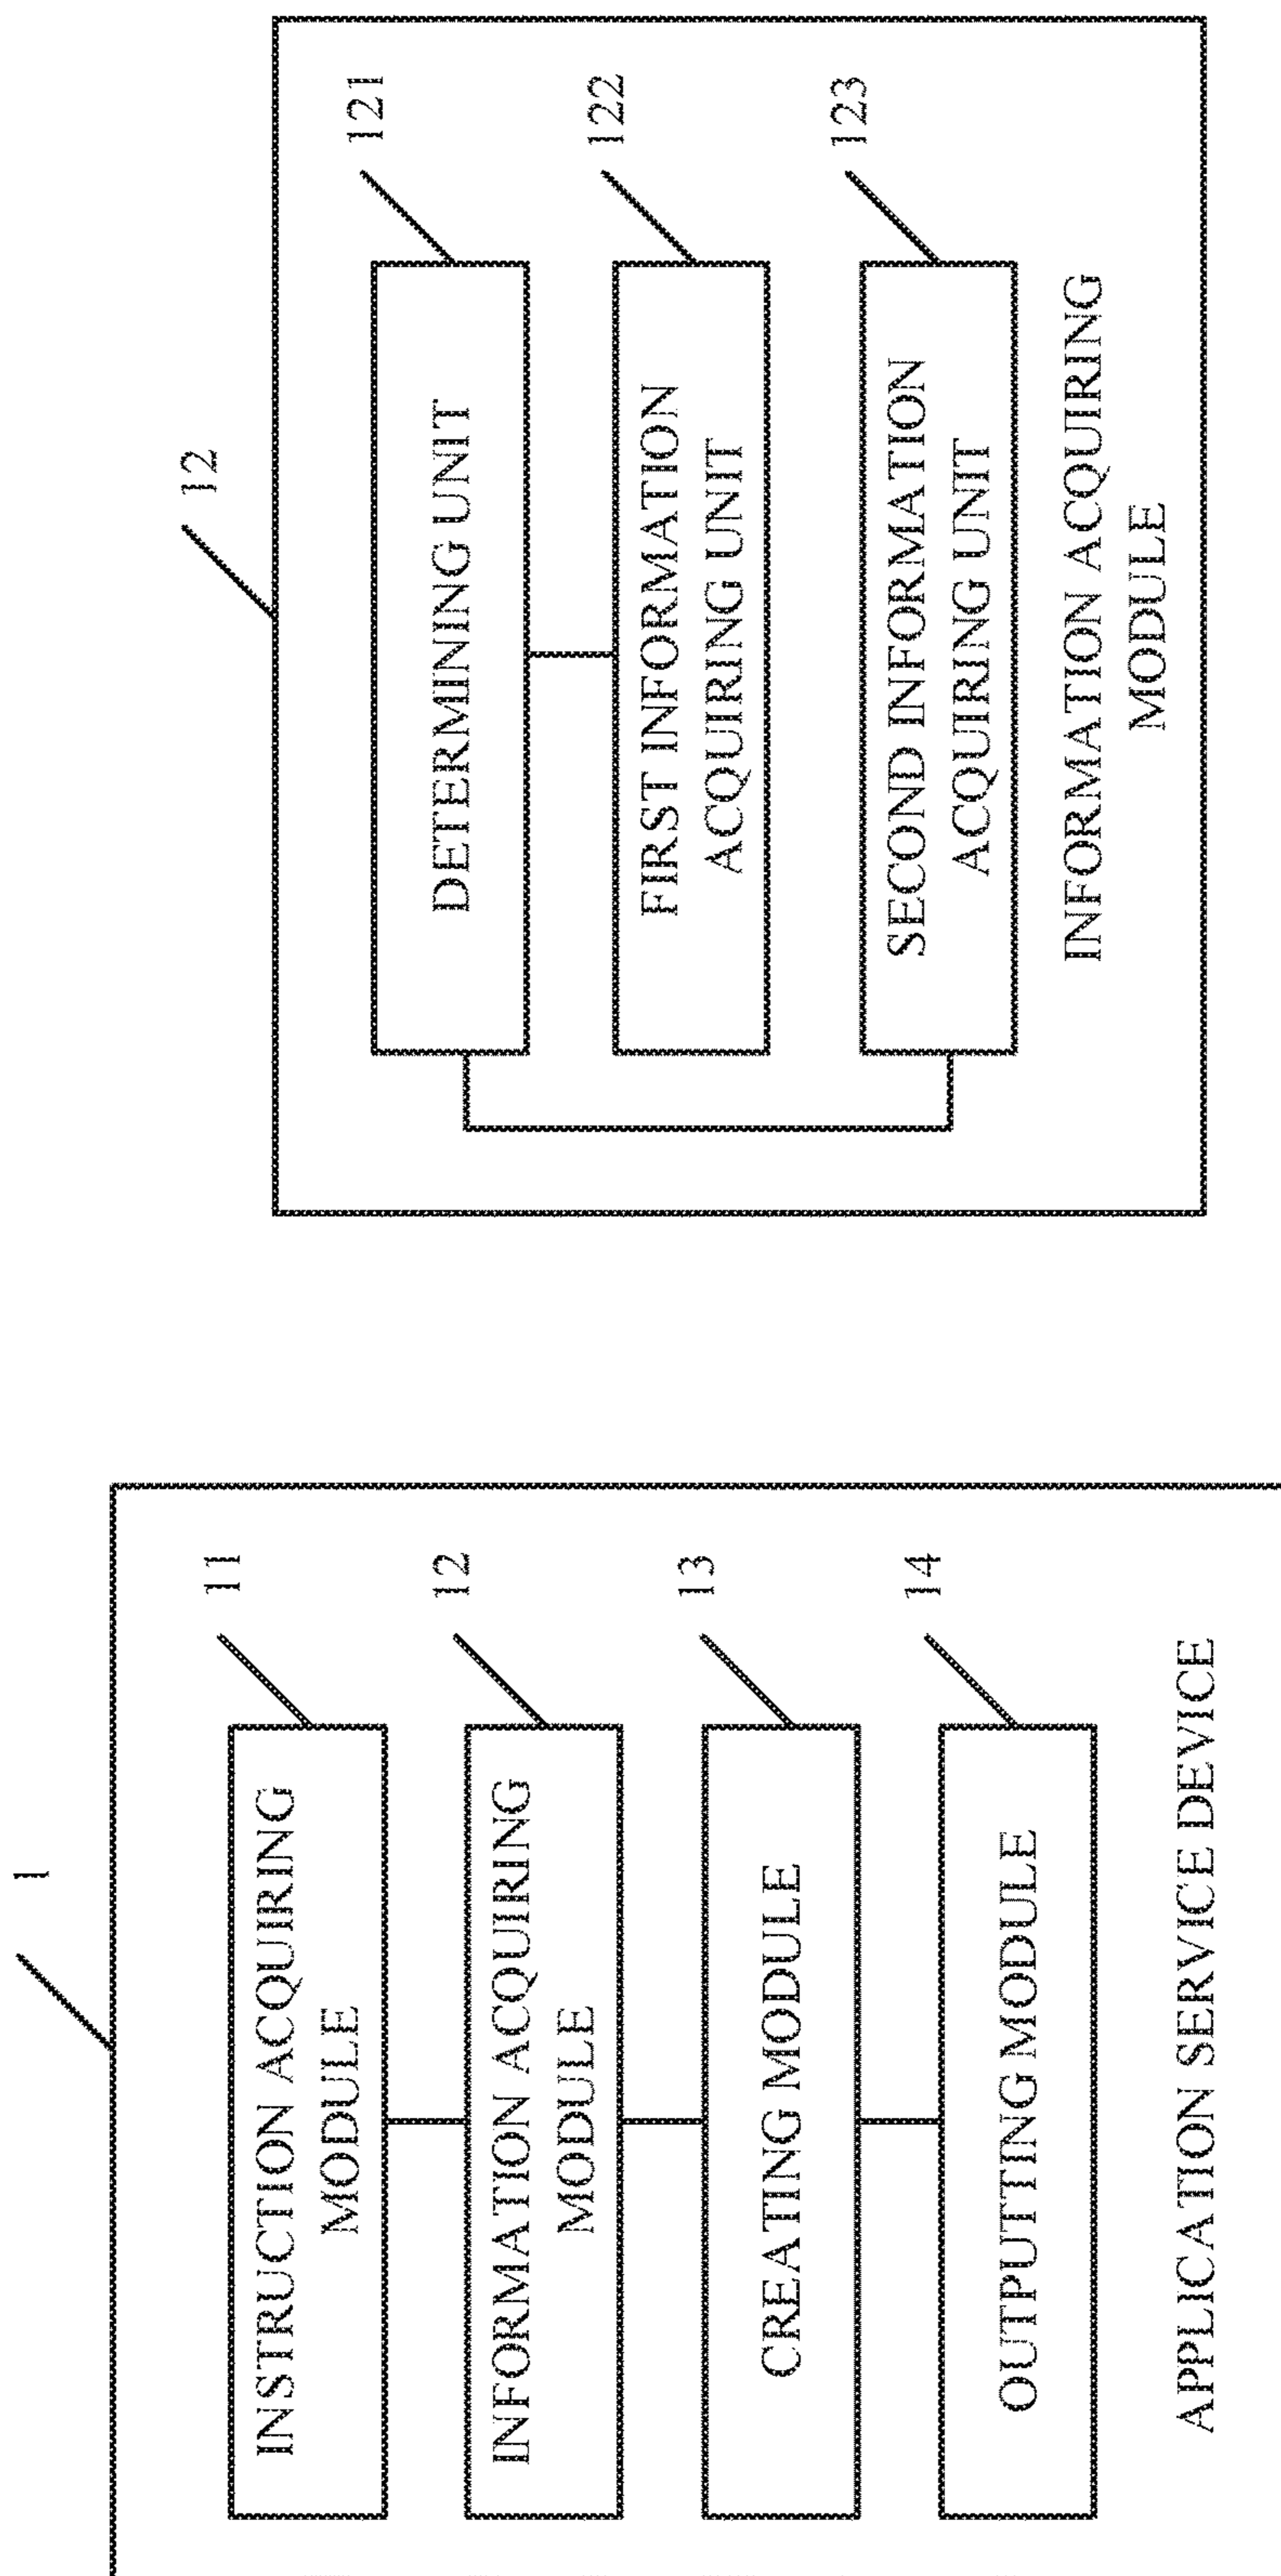 1
11
INSTRUCTION ACQUIRING
MODULE
12
INFORMATION ACQUIRING
MODULE
13
CREATING MODULE
14
OUTPUTTING MODULE
APPLICATION SERVICE DEVICE
12
121
DETERMINING UNIT
122
FIRST INFORMATION
ACQUIRING UNIT
123
SECOND INFORMATION
ACQUIRING UNIT
INFORMATION ACQUIRING
MODULE